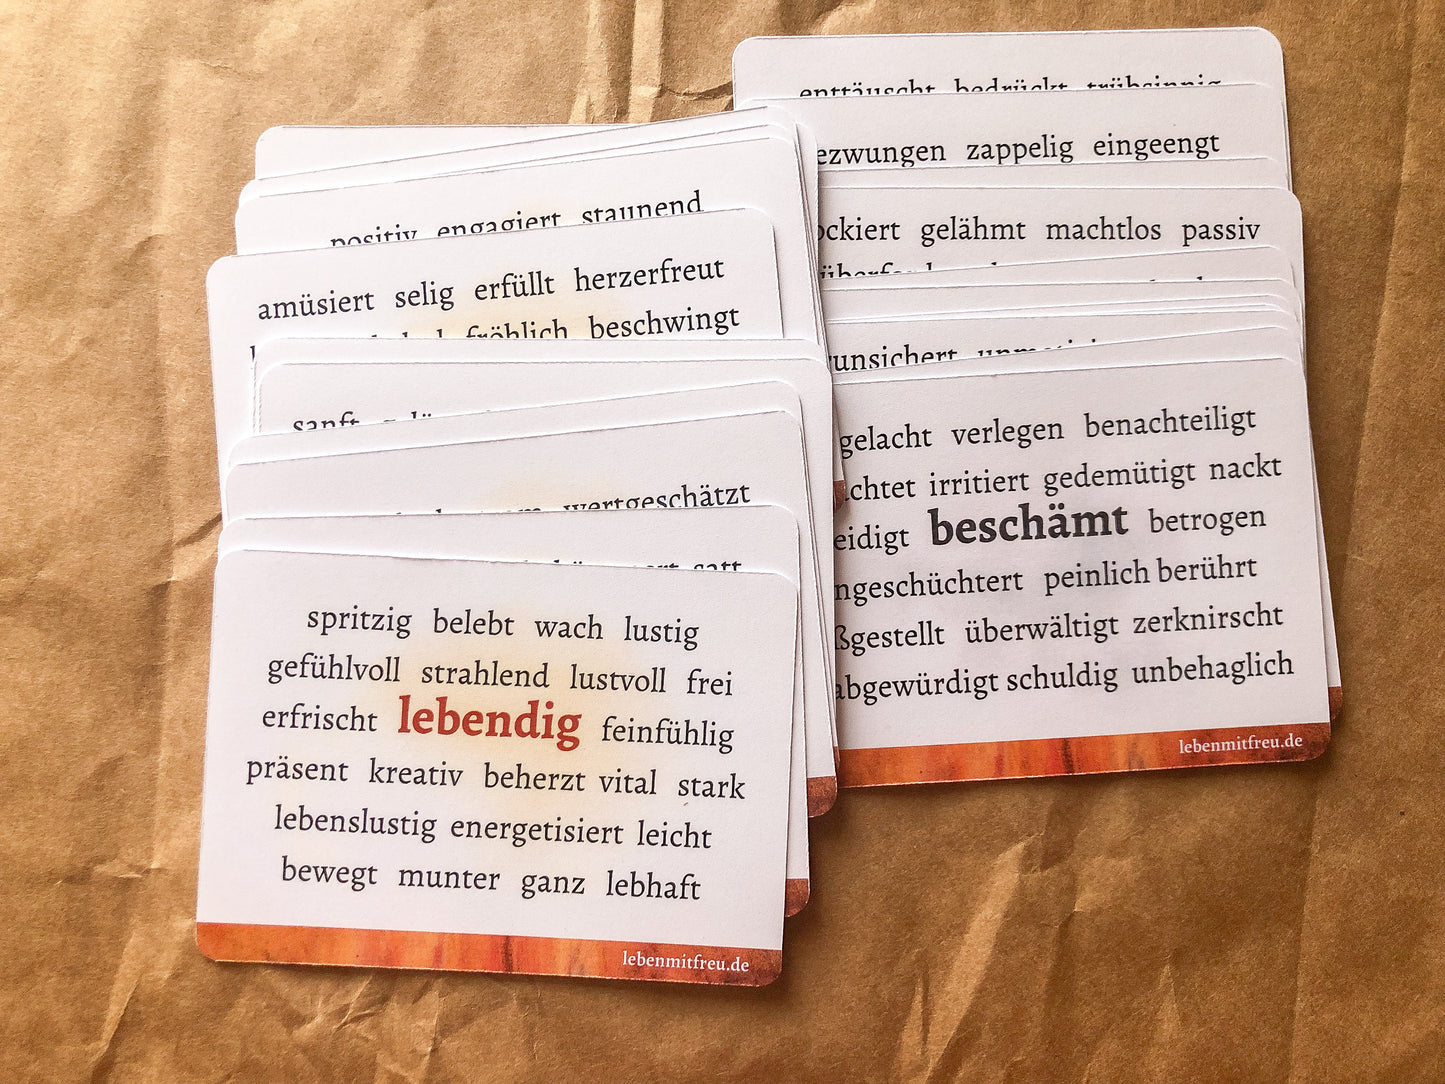 positiv engagiert staunend
amüsiert selig erfüllt herzerfreut
fröhlich beschwingt
sanft
wertgeschätzt
satt
spritzig belebt wach lustig
gefühlvoll strahlend lustvoll frei
erfrischt lebendig feinfühlig
präsent kreativ beherzt vital stark
lebenslustig energetisiert leicht
bewegt munter ganz lebhaft
lebenmitfreu.de
enttäuscht bedrückt trübsinnig
ezwungen zappelig eingeengt
ockiert gelähmt machtlos passiv
unsichert
gelacht verlegen benachteiligt
chtet irritiert gedemütigt nackt
eidigt beschämt betrogen
ngeschüchtert peinlich berührt
ßgestellt überwältigt zerknirscht
abgewürdigt schuldig unbehaglich
lebenmitfreu.de